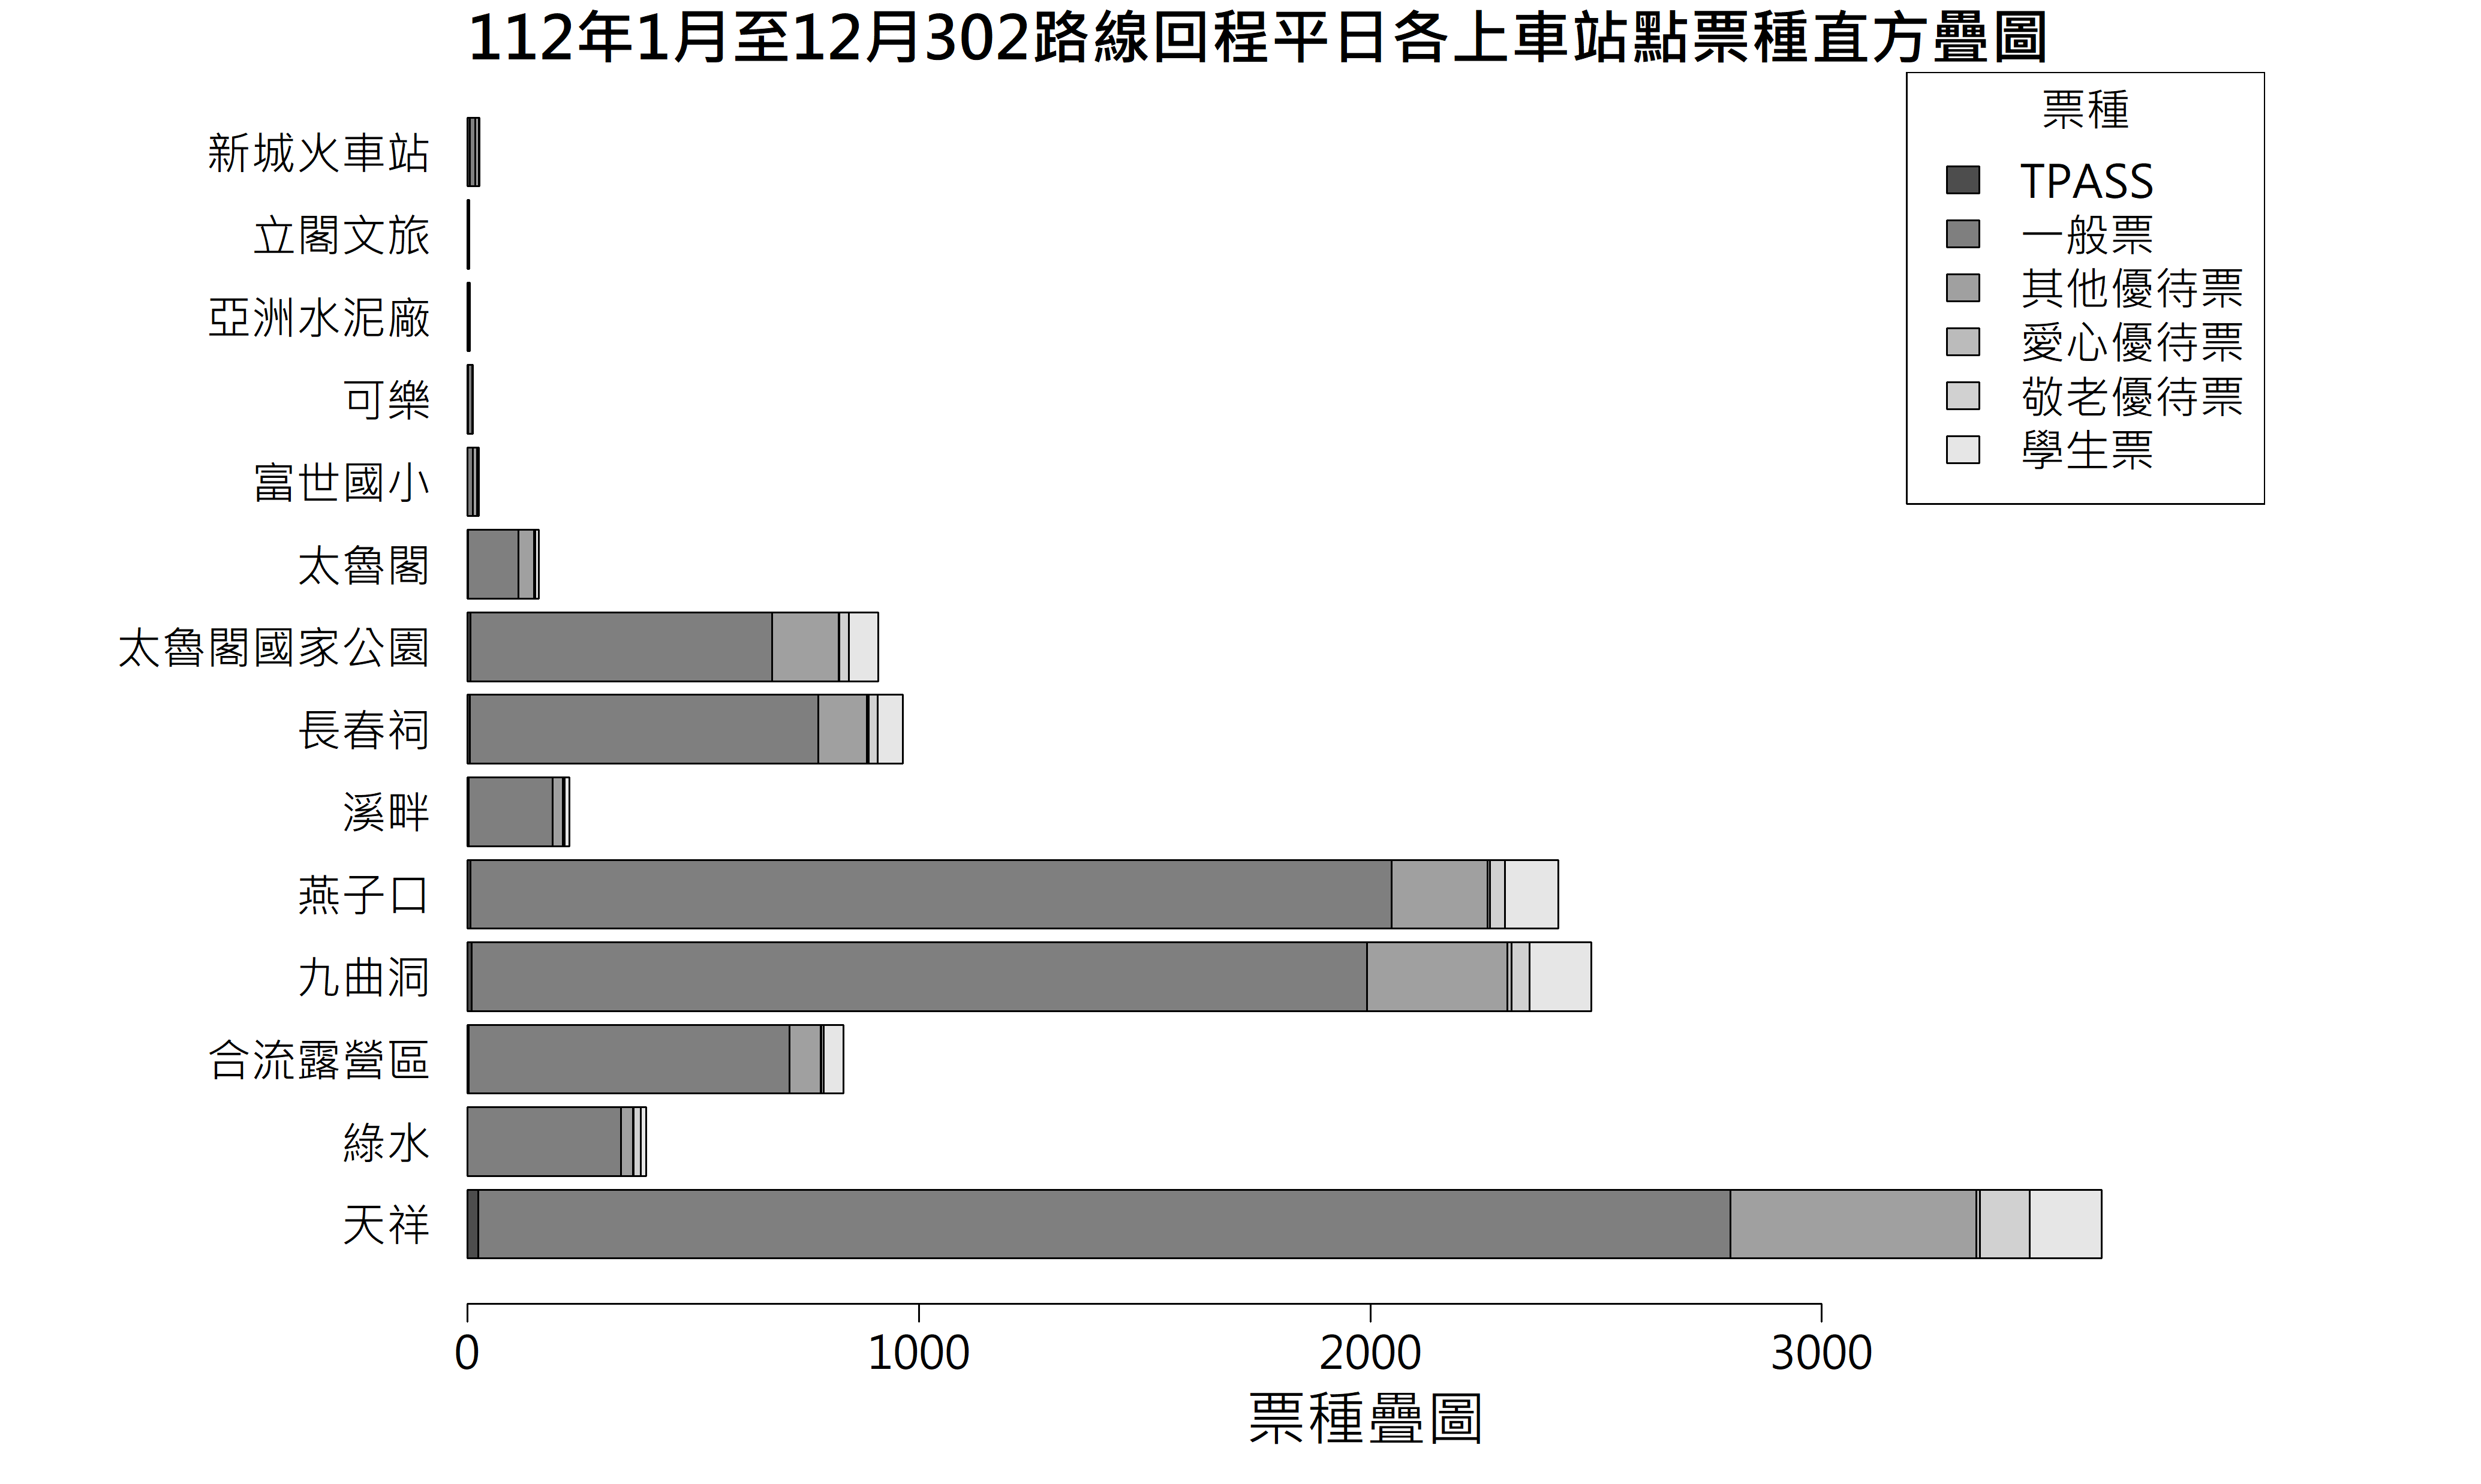 112年1月至12月302路線回程平日各上車站點票種直方疊圖
票種
TPASS
一般票
其他優待票
愛心優待票
敬老優待票
學生票
新城火車站
立閣文旅
亞洲水泥廠
可樂
富世國小
太魯閣
太魯閣國家公園
長春祠
溪畔
燕子口
九曲洞
合流露營區
綠水
天祥
0 1000 2000 3000
票種疊圖